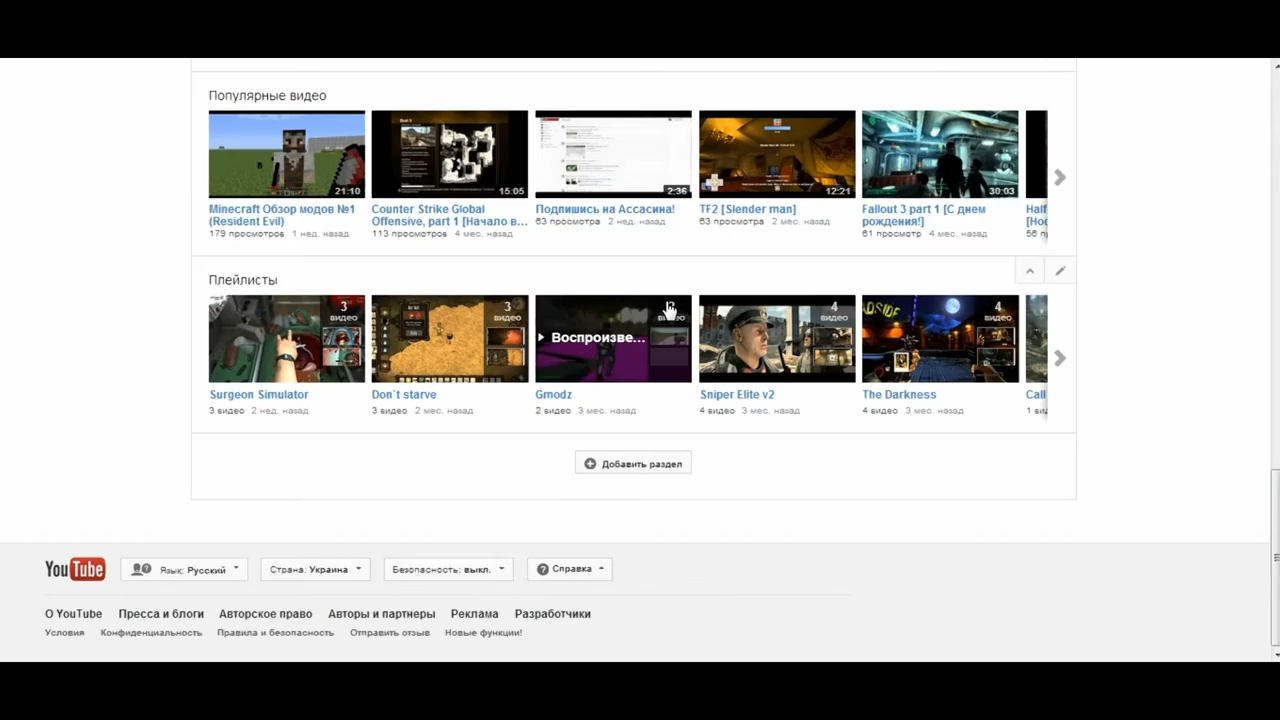 Популярные видео
21:10
15:05
2:36
12:21
30:03
Minecraft Обзор модов №1
(Resident Evil)
179 просмотров 1 нед. назад
Counter Strike Global
Offensive, part 1 [Начало в...
113 просмотров 4 мес. назад
Подпишись на Ассасина!
63 просмотра 2 нед. назад
TF2 [Slender man]
63 просмотра 2 мес. назад
Fallout 3 part 1 [С днем
рождения!]
61 просмотр 4 мес. назад
Half
Плейлисты
3
видео
3
видео
видео
Воспроизве...
4
видео
4
видео
Surgeon Simulator
3 видео 2 нед. назад
Don`t starve
3 видео 2 мес. назад
Gmodz
2 видео 3 мес. назад
Sniper Elite v2
4 видео 3 мес. назад
The Darkness
4 видео 3 мес. назад
Call
Добавить раздел
YouTube
Язык: Русский
Страна: Украина
Безопасность: выкл.
Справка
О YouTube Пресса и блоги Авторское право Авторы и партнеры Реклама Разработчики
Условия Конфиденциальность Правила и безопасность Отправить отзыв Новые функции!